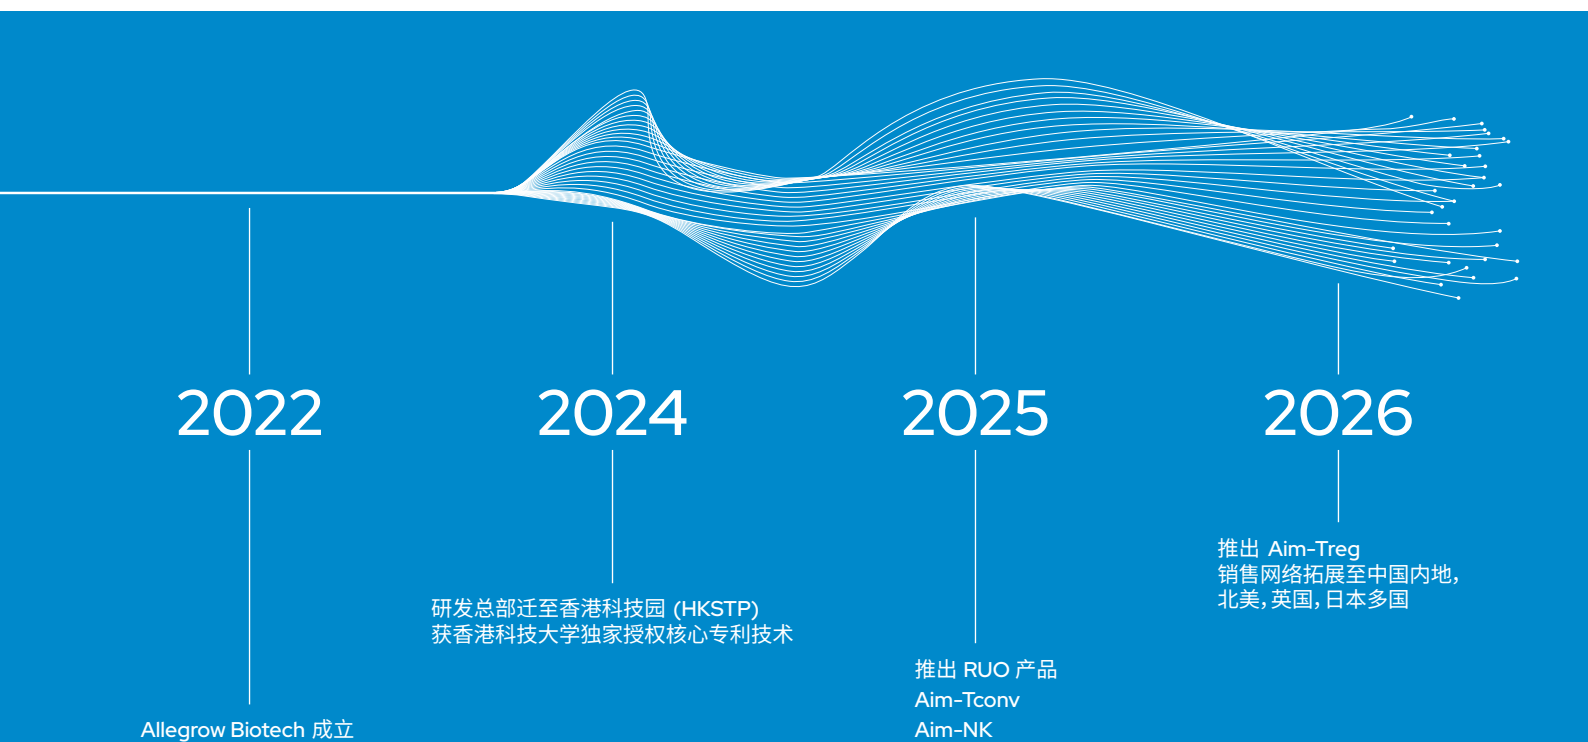 2022
2024
2025
2026
推出 Aim-Treg
销售网络拓展至中国内地,
北美, 英国, 日本多国
研发总部迁至香港科技园 (HKSTP)
获香港科技大学独家授权核心专利技术
推出 RUO 产品
Aim-Tconv
Aim-NK
Allegrow Biotech 成立